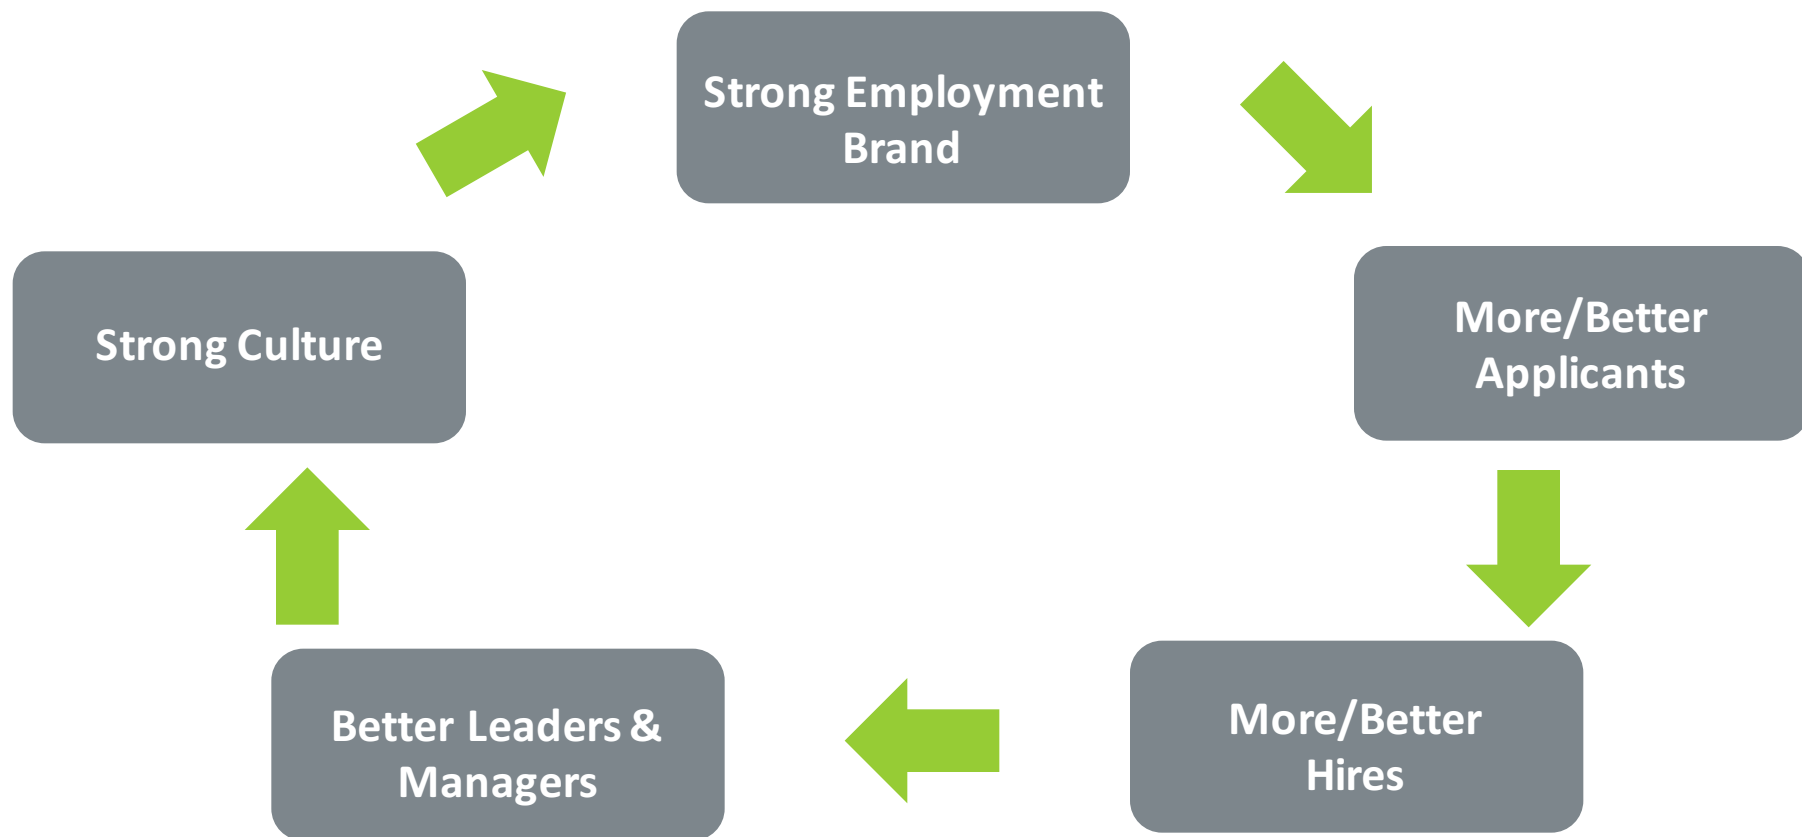 Strong Employment
Brand
More/Better
Applicants
More/Better
Hires
Better Leaders &
Managers
Strong Culture